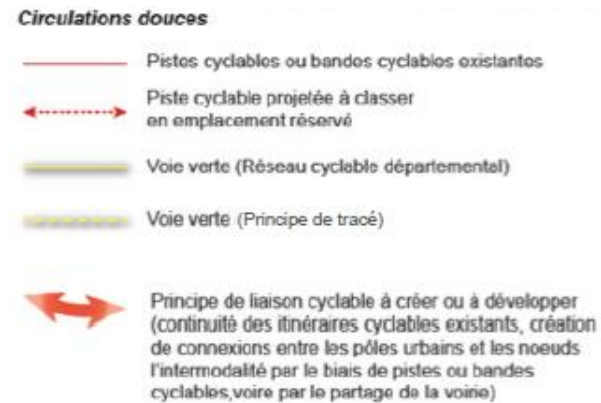 Circulations douces
Pistes cyclables ou bandes cyclables existantes
Piste cyclable projetée à classer
en emplacement réservé
Voie verte (Réseau cyclable départemental)
Voie verte (Principe de tracé)
Principe de liaison cyclable à créer ou à développer
(continuité des itinéraires cyclables existants, création
de connexions entre les pôles urbains et les noeuds
l'intermodalité par le biais de pistes ou bandes
cyclables,voire par le partage de la voirie)